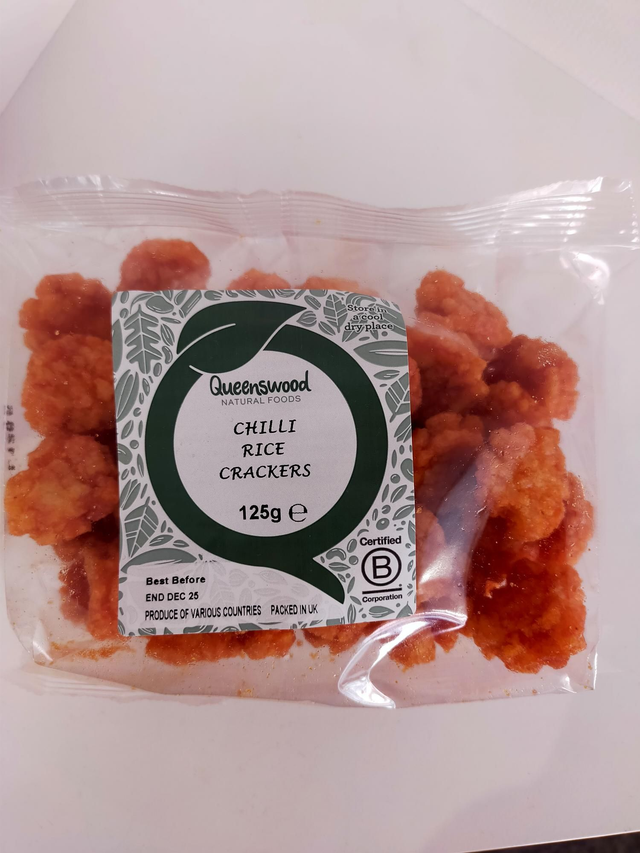 Store in
a cool
dry place
Queenswood
NATURAL FOODS
CHILLI
RICE
CRACKERS
125g ℮
Certified
B
Corporation
Best Before
END DEC 25
PRODUCE OF VARIOUS COUNTRIES PACKED IN UK